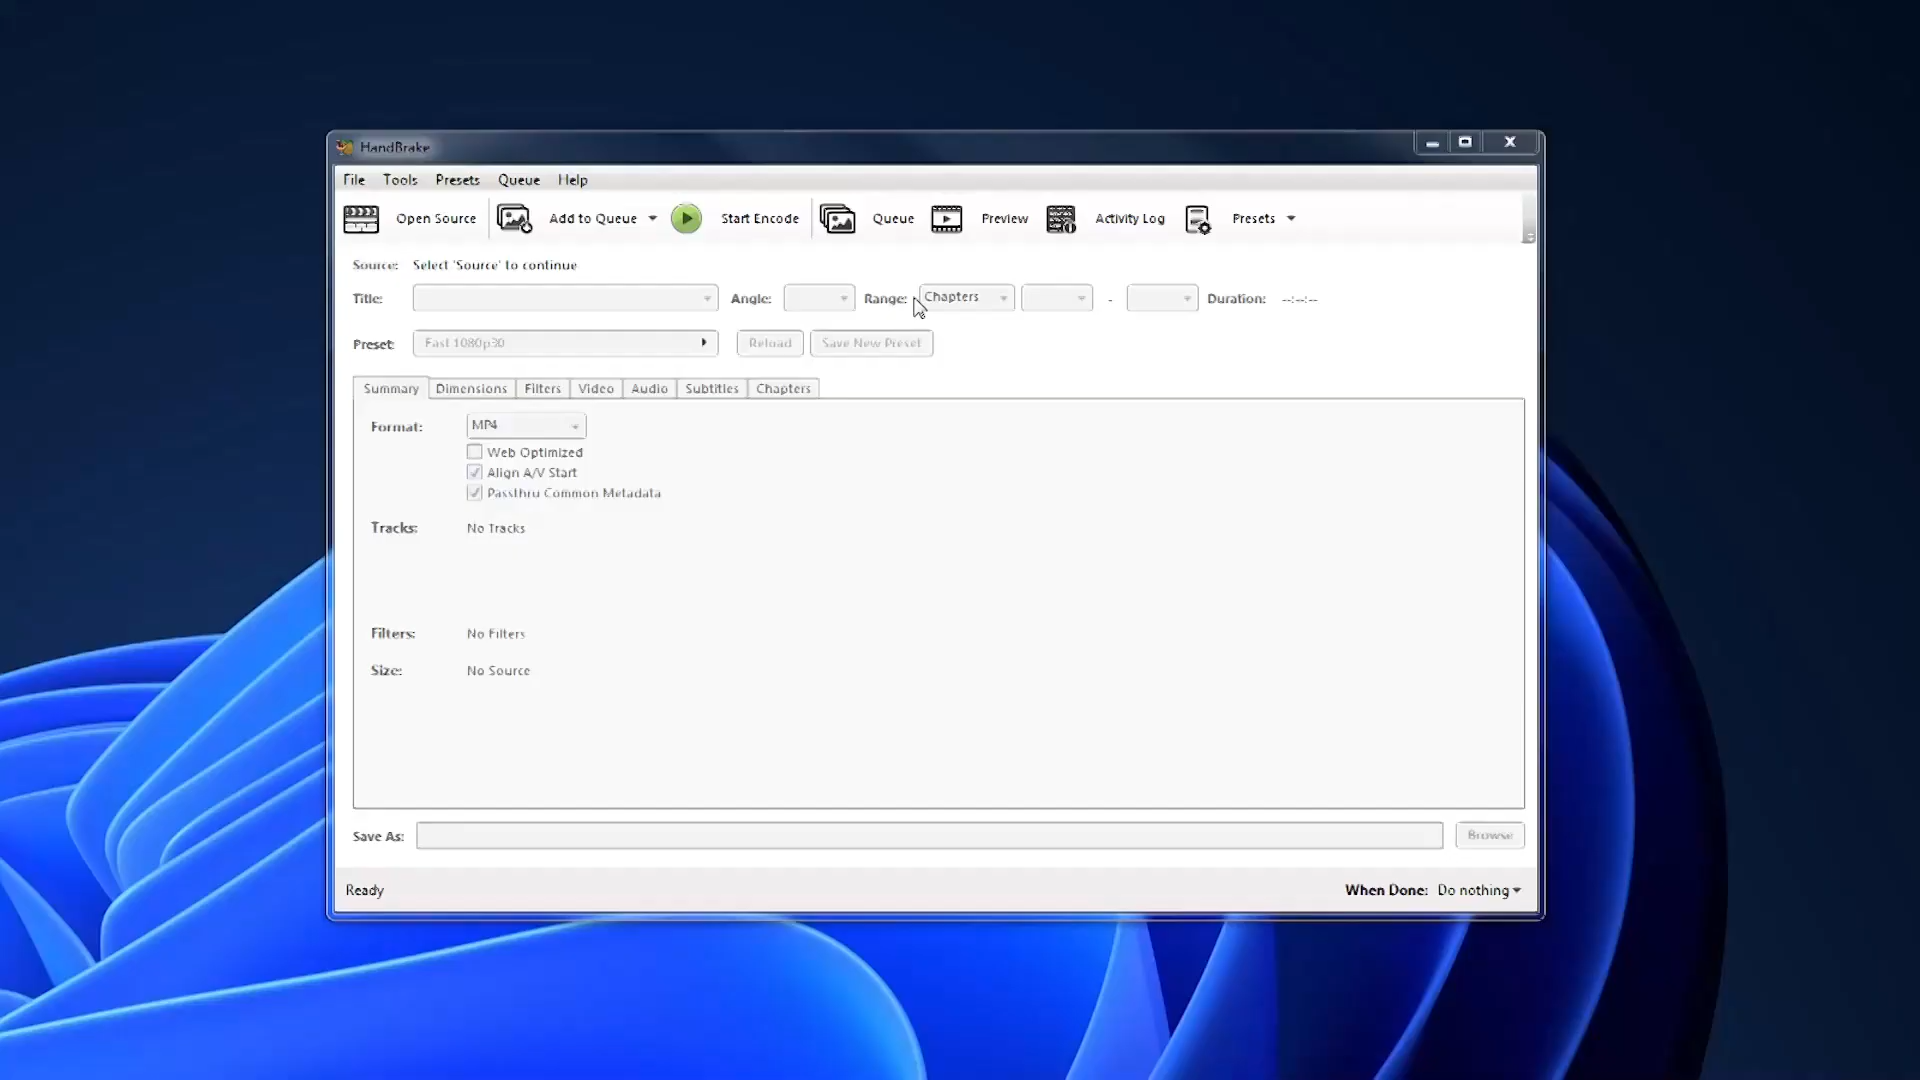 HandBrake
File Tools Presets Queue Help
Open Source Add to Queue Start Encode Queue Preview Activity Log Presets
Source: Select 'Source' to continue
Title: Angle: Range: Chapters - Duration: --:--:--
Preset: Fast 1080p30 Reload Save New Preset
Summary Dimensions Filters Video Audio Subtitles Chapters
Format: MP4
Web Optimized
Align A/V Start
Passthru Common Metadata
Tracks: No Tracks
Filters: No Filters
Size: No Source
Save As: Browse
Ready When Done: Do nothing